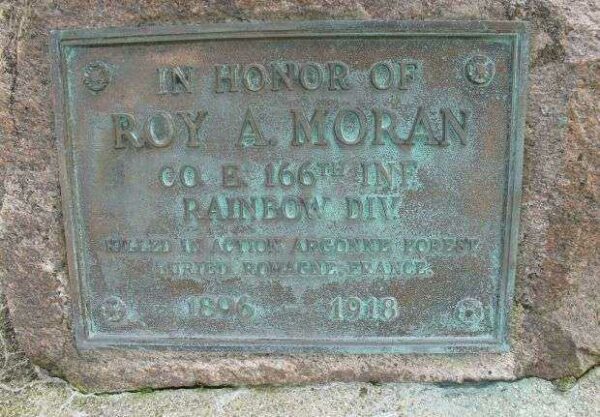 IN HONOR OF
ROY A. MORAN
CO. E. 166TH INF.
RAINBOW DIV.
KILLED IN ACTION ARGONNE FOREST
BURIED ROMAGNE FRANCE
1896 - 1918